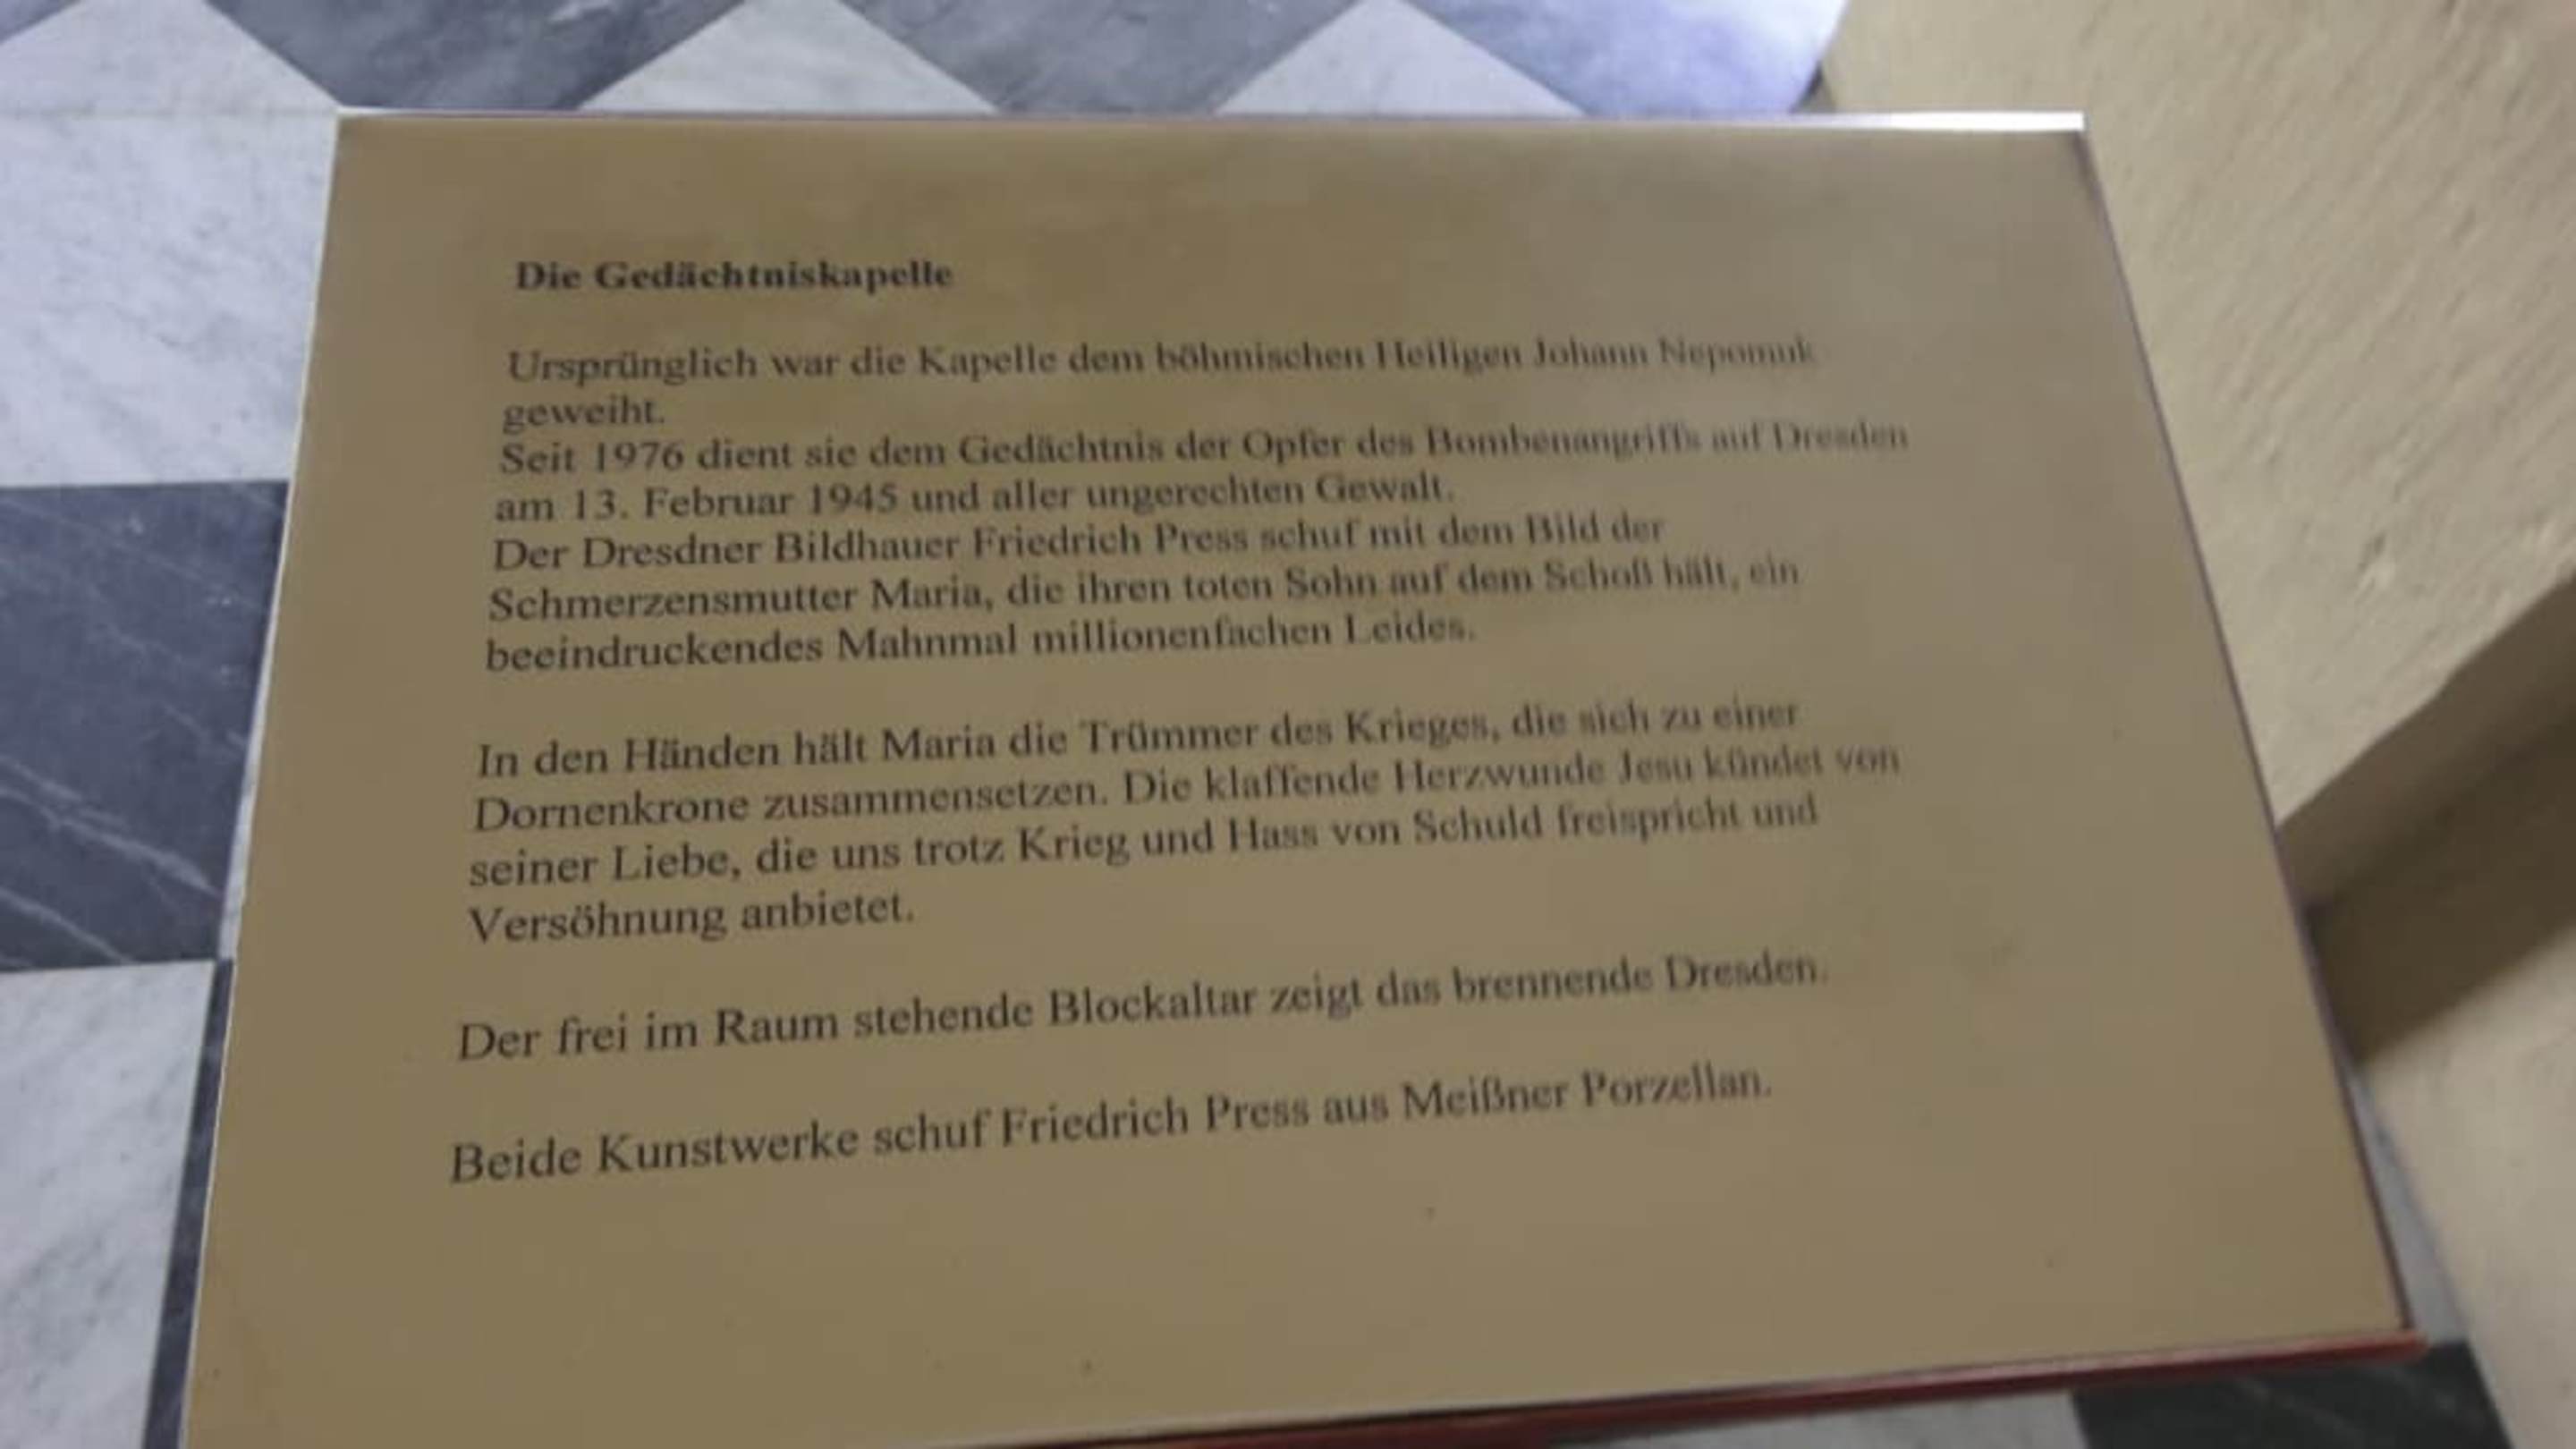 Die Gedächtniskapelle
Ursprünglich war die Kapelle dem böhmischen Heiligen Johann Nepomuk
geweiht.
Seit 1976 dient sie dem Gedächtnis der Opfer des Bombenangriffs auf Dresden
am 13. Februar 1945 und aller ungerechten Gewalt.
Der Dresdner Bildhauer Friedrich Press schuf mit dem Bild der
Schmerzensmutter Maria, die ihren toten Sohn auf dem Schoß hält, ein
beeindruckendes Mahnmal millionenfachen Leides.
In den Händen hält Maria die Trümmer des Krieges, die sich zu einer
Dornenkrone zusammensetzen. Die klaffende Herzwunde Jesu kündet von
seiner Liebe, die uns trotz Krieg und Hass von Schuld freispricht und
Versöhnung anbietet.
Der frei im Raum stehende Blockaltar zeigt das brennende Dresden.
Beide Kunstwerke schuf Friedrich Press aus Meißner Porzellan.